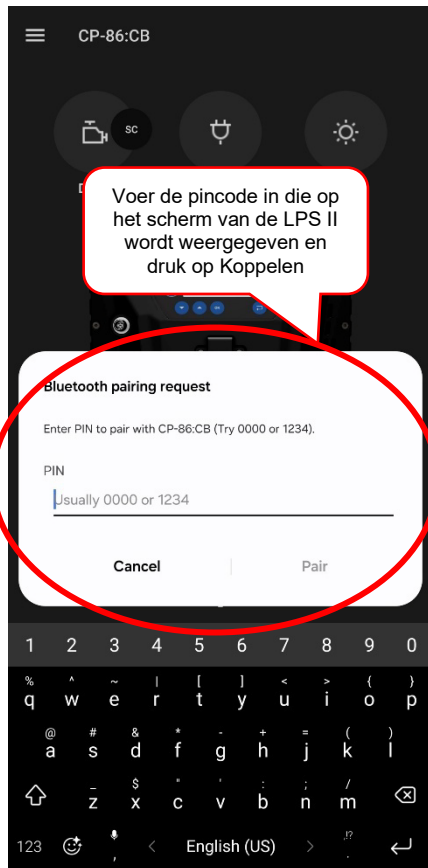 CP-86:CB
SC
Voer de pincode in die op
het scherm van de LPS II
wordt weergegeven en
druk op Koppelen
Bluetooth pairing request
Enter PIN to pair with CP-86:CB (Try 0000 or 1234).
PIN
Usually 0000 or 1234
Cancel Pair
1 2 3 4 5 6 7 8 9 0
% ^ ~ | [ ] < > { }
q w e r t y u i o p
@ # & * - + = ( )
a s d f g h j k l
_ $ " ' : ; /
z x c v b n m
123 , < English (US) > .